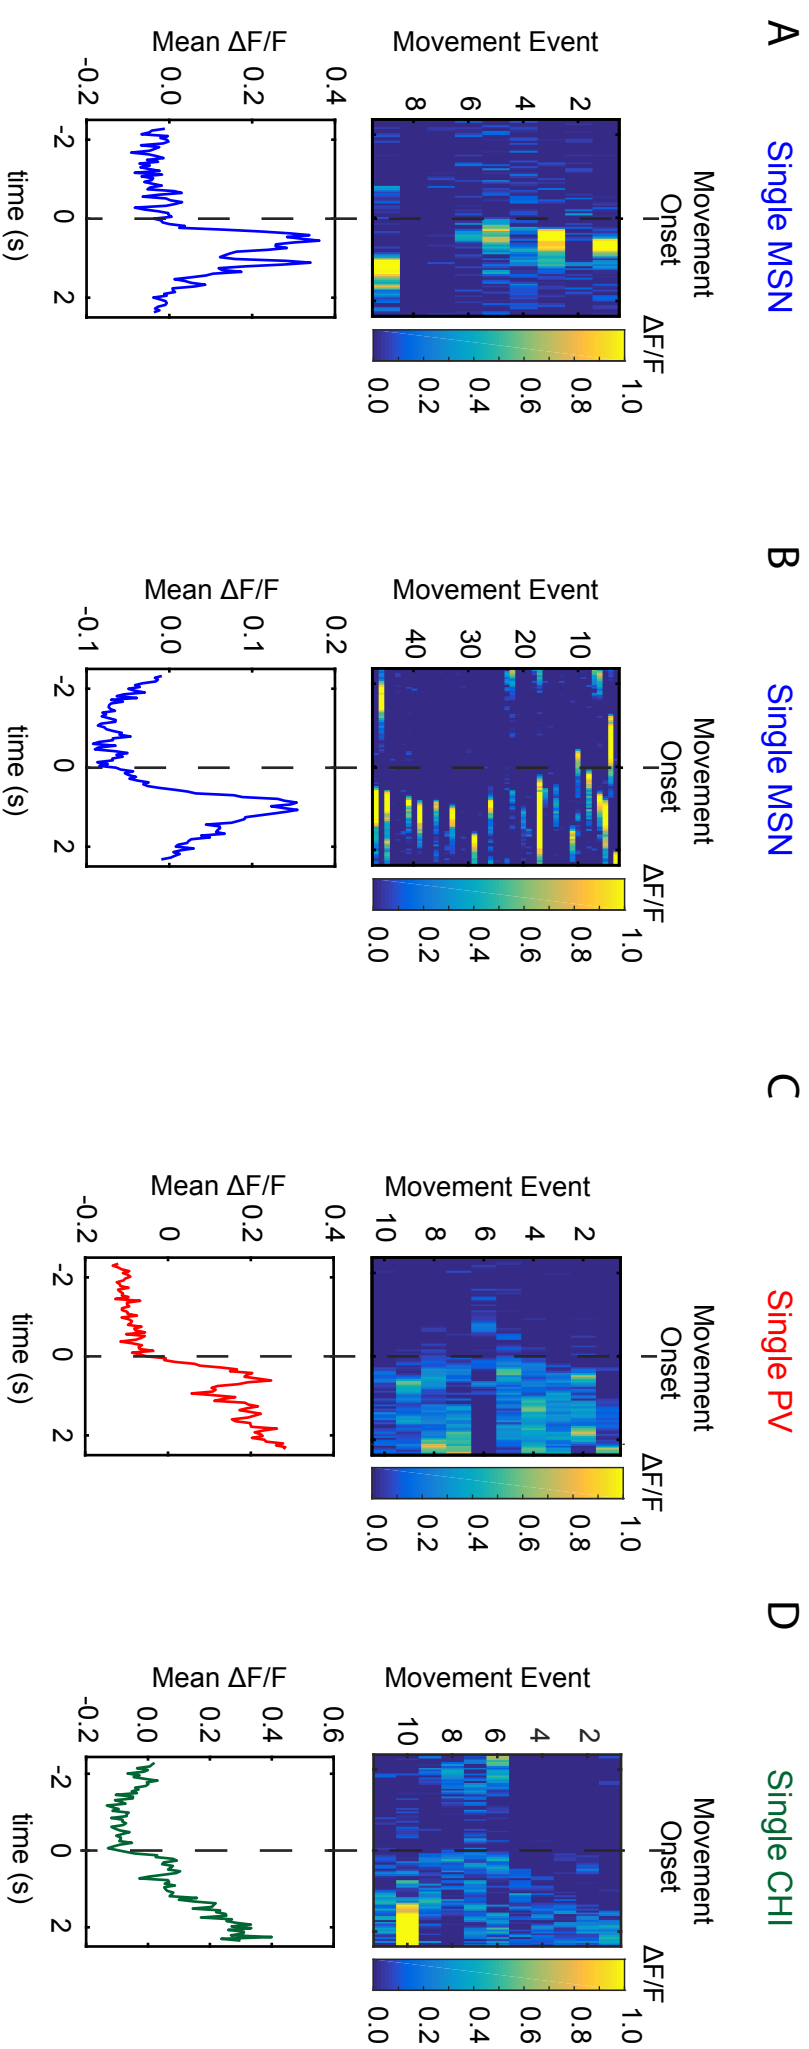 A
Single MSN
Movement
Onset
Movement Event
2
4
6
8
ΔF/F
1.0
0.8
0.6
0.4
0.2
0.0
Mean ΔF/F
0.4
0.2
0.0
-0.2
-2
0
2
time (s)
B
Single MSN
Movement
Onset
Movement Event
10
20
30
40
ΔF/F
1.0
0.8
0.6
0.4
0.2
0.0
Mean ΔF/F
0.2
0.1
0.0
-0.1
-2
0
2
time (s)
C
Single PV
Movement
Onset
Movement Event
2
4
6
8
10
ΔF/F
1.0
0.8
0.6
0.4
0.2
0.0
Mean ΔF/F
0.4
0.2
0
-0.2
-2
0
2
time (s)
D
Single CHI
Movement
Onset
Movement Event
2
4
6
8
10
ΔF/F
1.0
0.8
0.6
0.4
0.2
0.0
Mean ΔF/F
0.6
0.4
0.2
0.0
-0.2
-2
0
2
time (s)